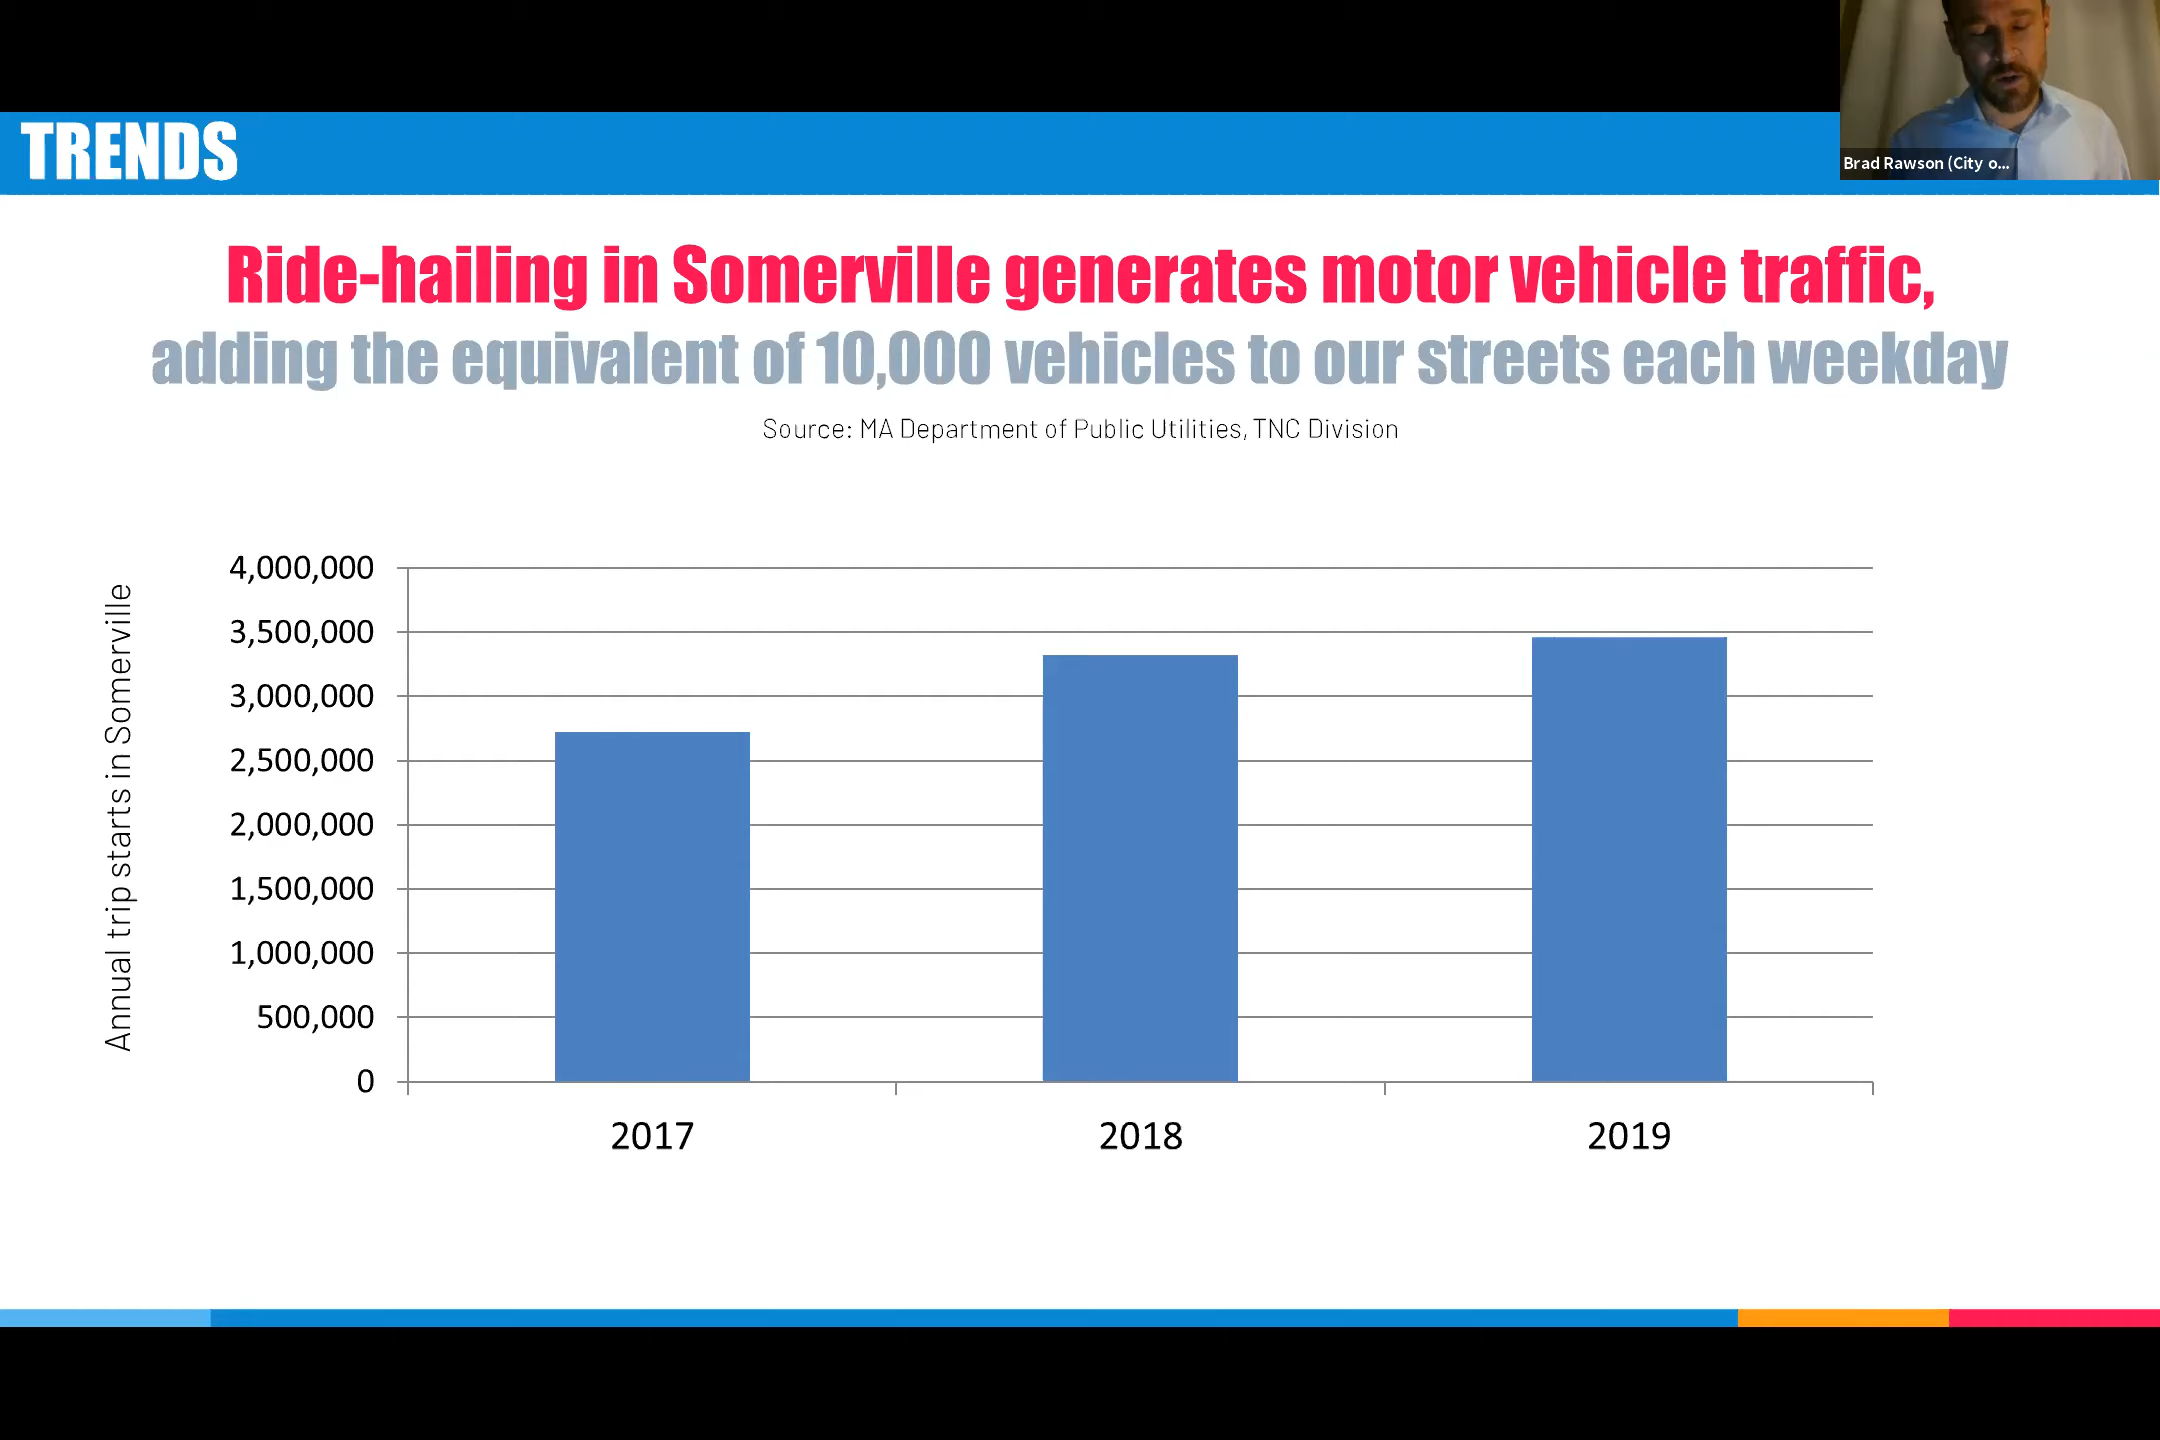 TRENDS
Brad Rawson (City o...
Ride-hailing in Somerville generates motor vehicle traffic,
adding the equivalent of 10,000 vehicles to our streets each weekday
Source: MA Department of Public Utilities, TNC Division
Annual trip starts in Somerville
4,000,000
3,500,000
3,000,000
2,500,000
2,000,000
1,500,000
1,000,000
500,000
0
2017 2018 2019